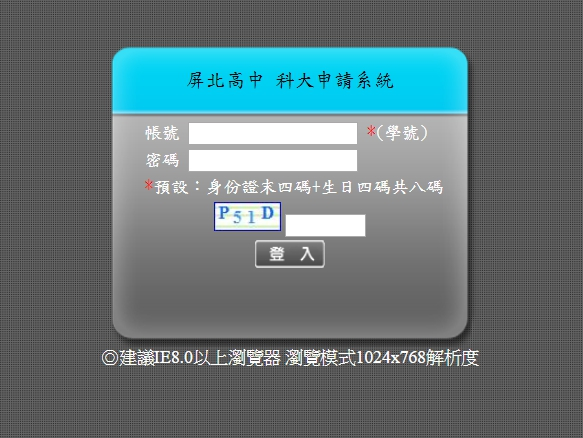 屏北高中 科大申請系統
帳號 *(學號)
密碼
*預設：身份證末四碼+生日四碼共八碼
P51D
登 入
◎建議IE8.0以上瀏覽器 瀏覽模式1024x768解析度